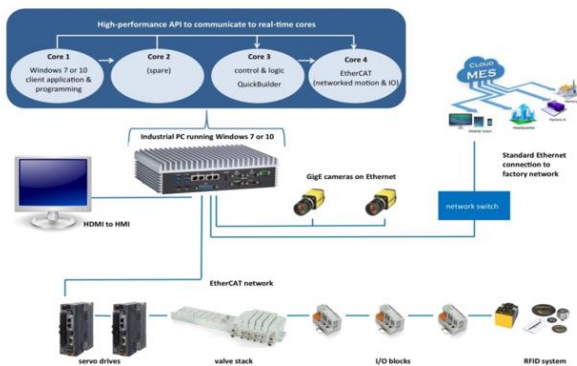 High-performance API to communicate to real-time cores
Core 1
Windows 7 or 10
client application &
programming
Core 2
(spare)
Core 3
control & logic
QuickBuilder
Core 4
EtherCAT
(networked motion & IO)
Industrial PC running Windows 7 or 10
CLOUD
MES
Headquarter
Standard Ethernet
connection to
factory network
GigE cameras on Ethernet
network switch
HDMI to HMI
EtherCAT network
servo drives
valve stack
I/O blocks
RFID system